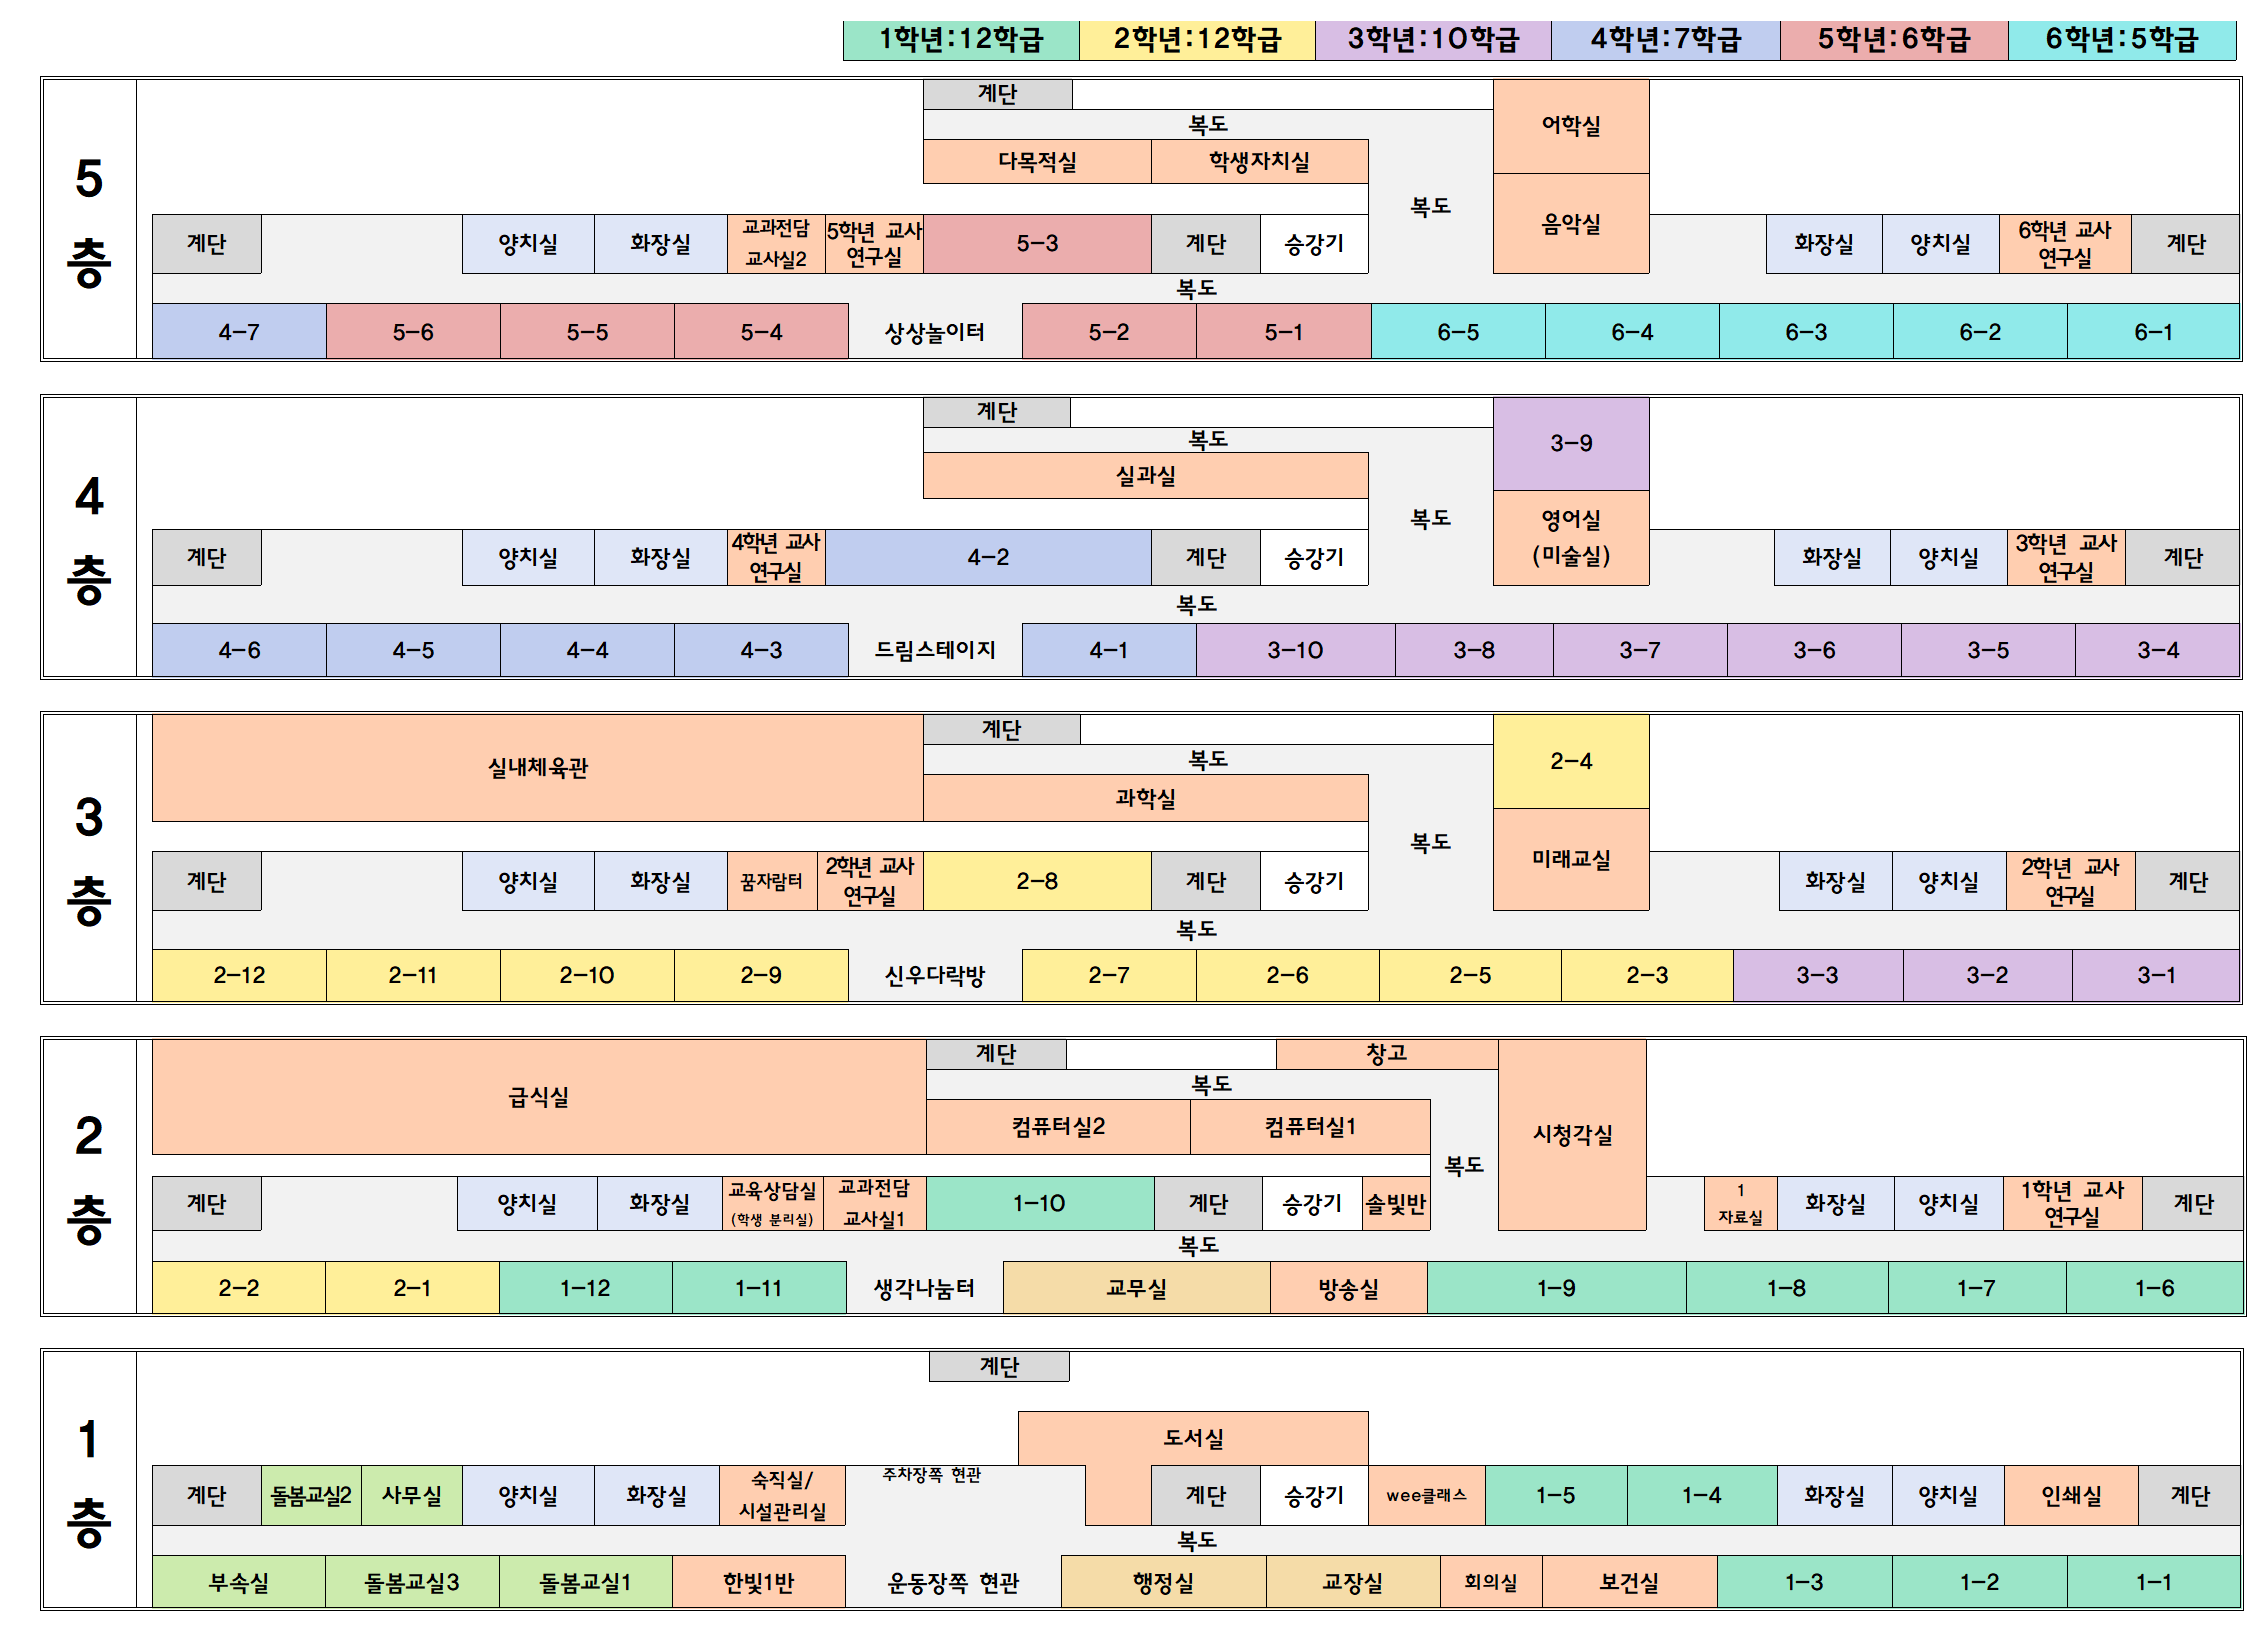 1학년:12학급 2학년:12학급 3학년:10학급 4학년:7학급 5학년:6학급 6학년:5학급
5층
계단
복도
어학실
다목적실 학생자치실
복도
음악실
계단 양치실 화장실 교과전담 교사실2 5학년 교사 연구실 5-3 계단 승강기 화장실 양치실 6학년 교사 연구실 계단
복도
4-7 5-6 5-5 5-4 상상놀이터 5-2 5-1 6-5 6-4 6-3 6-2 6-1
4층
계단
복도
3-9
실과실
복도
영어실
(미술실)
계단 양치실 화장실 4학년 교사 연구실 4-2 계단 승강기 화장실 양치실 3학년 교사 연구실 계단
복도
4-6 4-5 4-4 4-3 드림스테이지 4-1 3-10 3-8 3-7 3-6 3-5 3-4
3층
실내체육관
계단
복도
2-4
과학실
복도
미래교실
계단 양치실 화장실 꿈자람터 2학년 교사 연구실 2-8 계단 승강기 화장실 양치실 2학년 교사 연구실 계단
복도
2-12 2-11 2-10 2-9 신우다락방 2-7 2-6 2-5 2-3 3-3 3-2 3-1
2층
급식실
계단 창고
복도
컴퓨터실2 컴퓨터실1
시청각실
복도
계단 양치실 화장실 교육상담실 (학생 분리실) 교과전담 교사실1 1-10 계단 승강기 솔빛반 1 자료실 화장실 양치실 1학년 교사 연구실 계단
복도
2-2 2-1 1-12 1-11 생각나눔터 교무실 방송실 1-9 1-8 1-7 1-6
1층
계단
도서실
주차장쪽 현관
계단 돌봄교실2 사무실 양치실 화장실 숙직실/ 시설관리실 계단 승강기 wee클래스 1-5 1-4 화장실 양치실 인쇄실 계단
복도
부속실 돌봄교실3 돌봄교실1 한빛1반 운동장쪽 현관 행정실 교장실 회의실 보건실 1-3 1-2 1-1